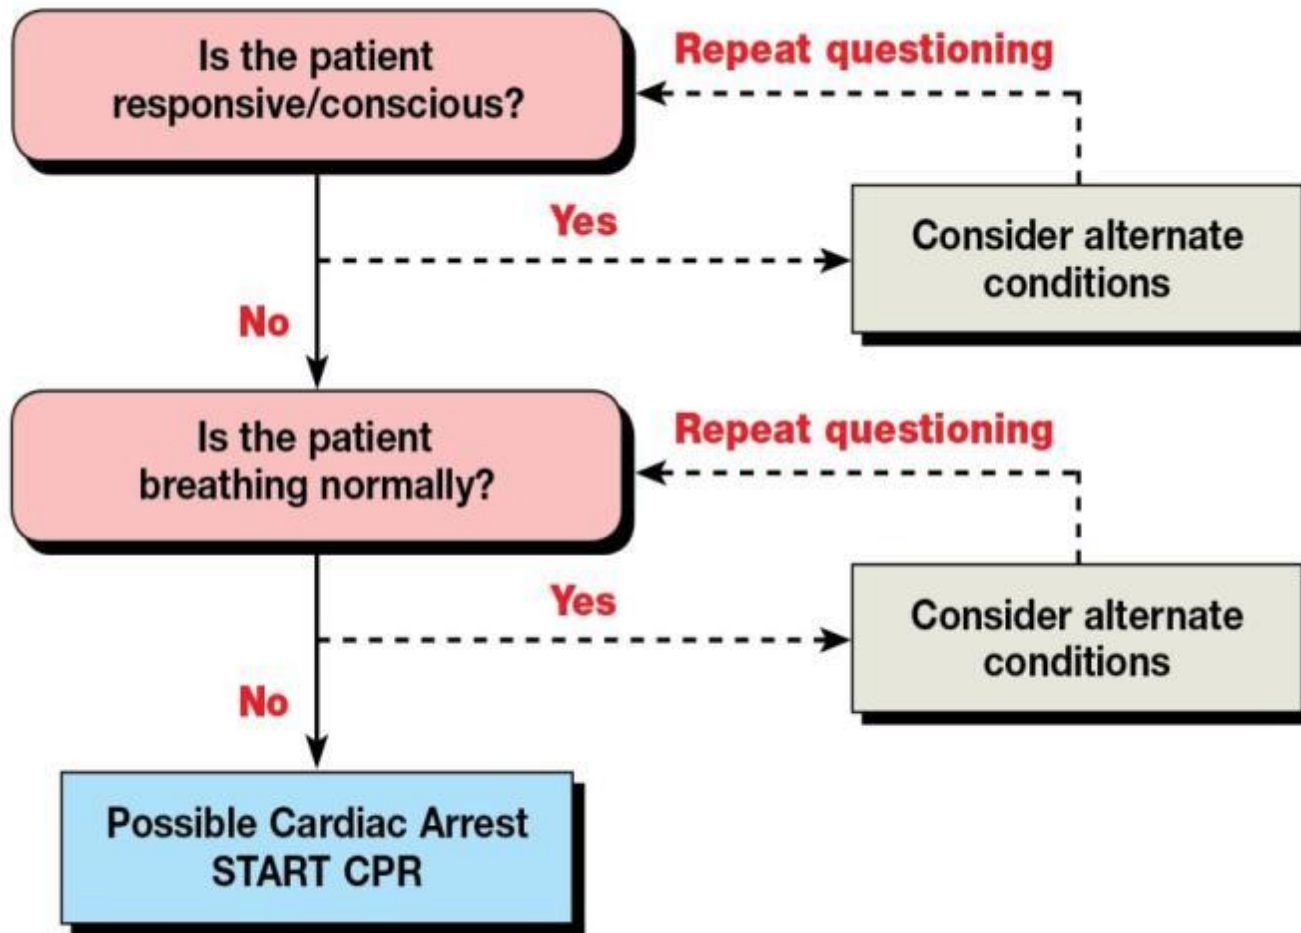 Is the patient
responsive/conscious?
Repeat questioning
Yes
Consider alternate
conditions
No
Is the patient
breathing normally?
Repeat questioning
Yes
Consider alternate
conditions
No
Possible Cardiac Arrest
START CPR